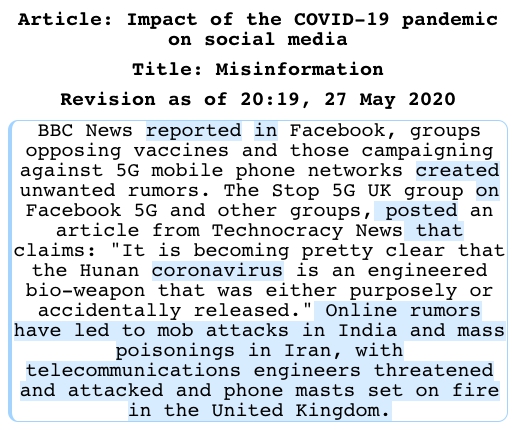 Article: Impact of the COVID-19 pandemic
on social media
Title: Misinformation
Revision as of 20:19, 27 May 2020
BBC News reported in Facebook, groups
opposing vaccines and those campaigning
against 5G mobile phone networks created
unwanted rumors. The Stop 5G UK group on
Facebook 5G and other groups, posted an
article from Technocracy News that
claims: "It is becoming pretty clear that
the Hunan coronavirus is an engineered
bio-weapon that was either purposely or
accidentally released." Online rumors
have led to mob attacks in India and mass
poisonings in Iran, with
telecommunications engineers threatened
and attacked and phone masts set on fire
in the United Kingdom.